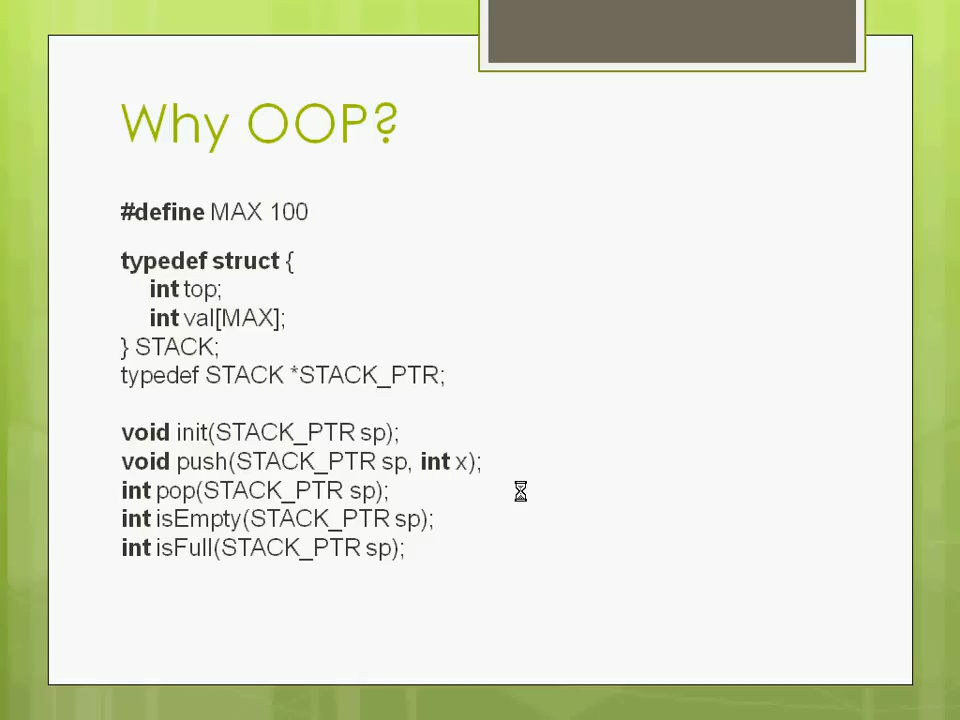 Why OOP?
#define MAX 100
typedef struct {
int top;
int val[MAX];
} STACK;
typedef STACK *STACK_PTR;
void init(STACK_PTR sp);
void push(STACK_PTR sp, int x);
int pop(STACK_PTR sp);
int isEmpty(STACK_PTR sp);
int isFull(STACK_PTR sp);